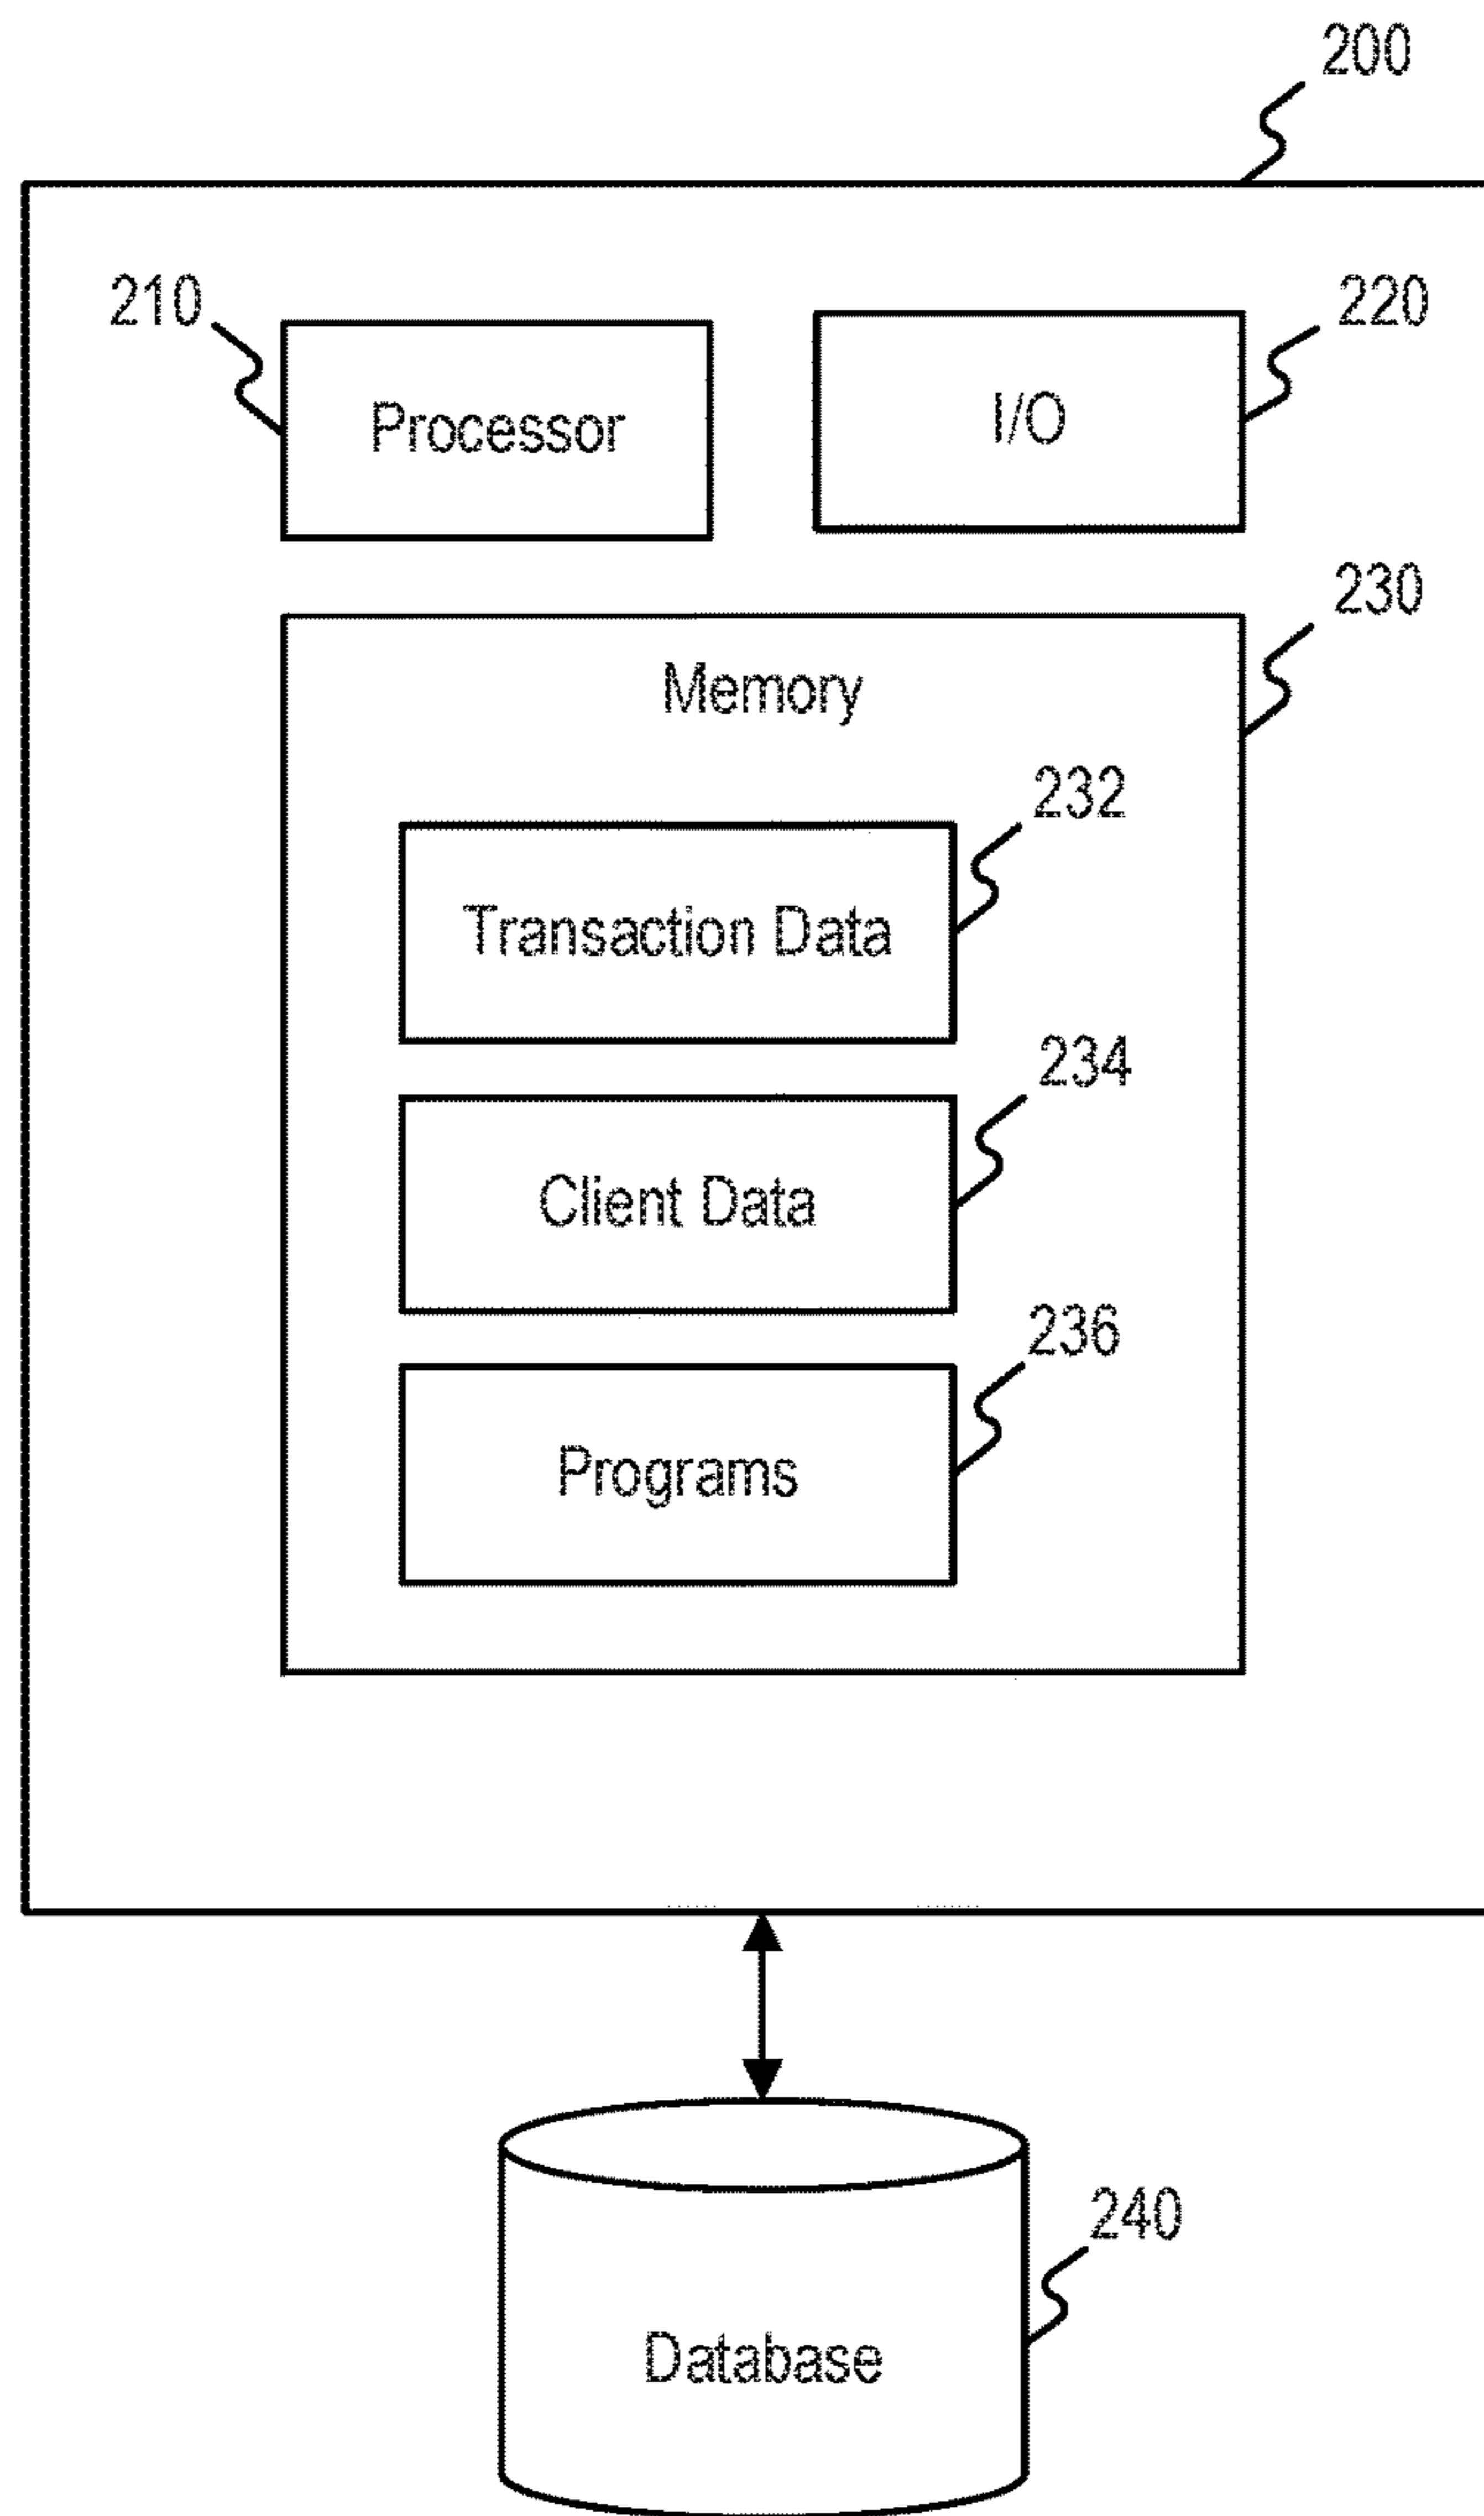 200
210
220
Processor
I/O
230
Memory
232
Transaction Data
234
Client Data
236
Programs
240
Database